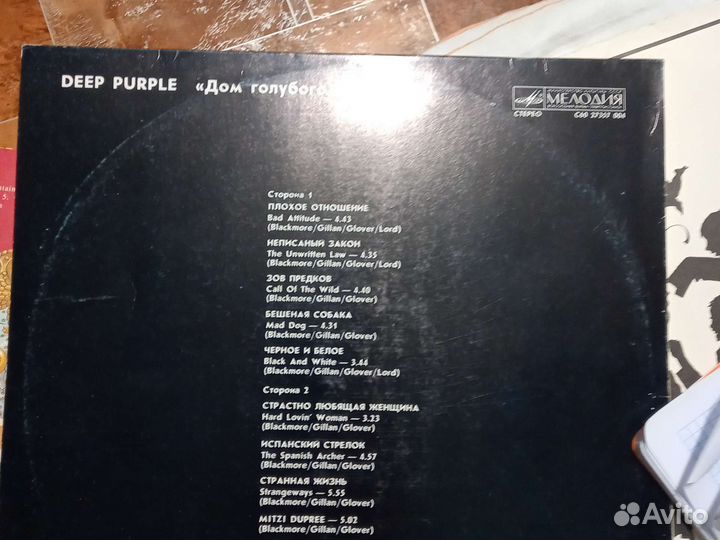 DEEP PURPLE «Дом голубого
МЕЛОДИЯ
СТЕРЕО С60 27357 006
Сторона 1
ПЛОХОЕ ОТНОШЕНИЕ
Bad Attitude — 4.43
(Blackmore/Gillan/Glover/Lord)
НЕПИСАНЫЙ ЗАКОН
The Unwritten Law — 4.35
(Blackmore/Gillan/Glover/Lord)
ЗОВ ПРЕДКОВ
Call Of The Wild — 4.40
(Blackmore/Gillan/Glover)
БЕШЕНАЯ СОБАКА
Mad Dog — 4.31
(Blackmore/Gillan/Glover)
ЧЕРНОЕ И БЕЛОЕ
Black And White — 3.44
(Blackmore/Gillan/Glover/Lord)
Сторона 2
СТРАСТНО ЛЮБЯЩАЯ ЖЕНЩИНА
Hard Lovin' Woman — 3.23
(Blackmore/Gillan/Glover)
ИСПАНСКИЙ СТРЕЛОК
The Spanish Archer — 4.57
(Blackmore/Gillan/Glover)
СТРАННАЯ ЖИЗНЬ
Strangeways — 5.55
(Blackmore/Gillan/Glover)
MITZI DUPREE — 5.02
(Blackmore/Gillan/Glover)
Avito